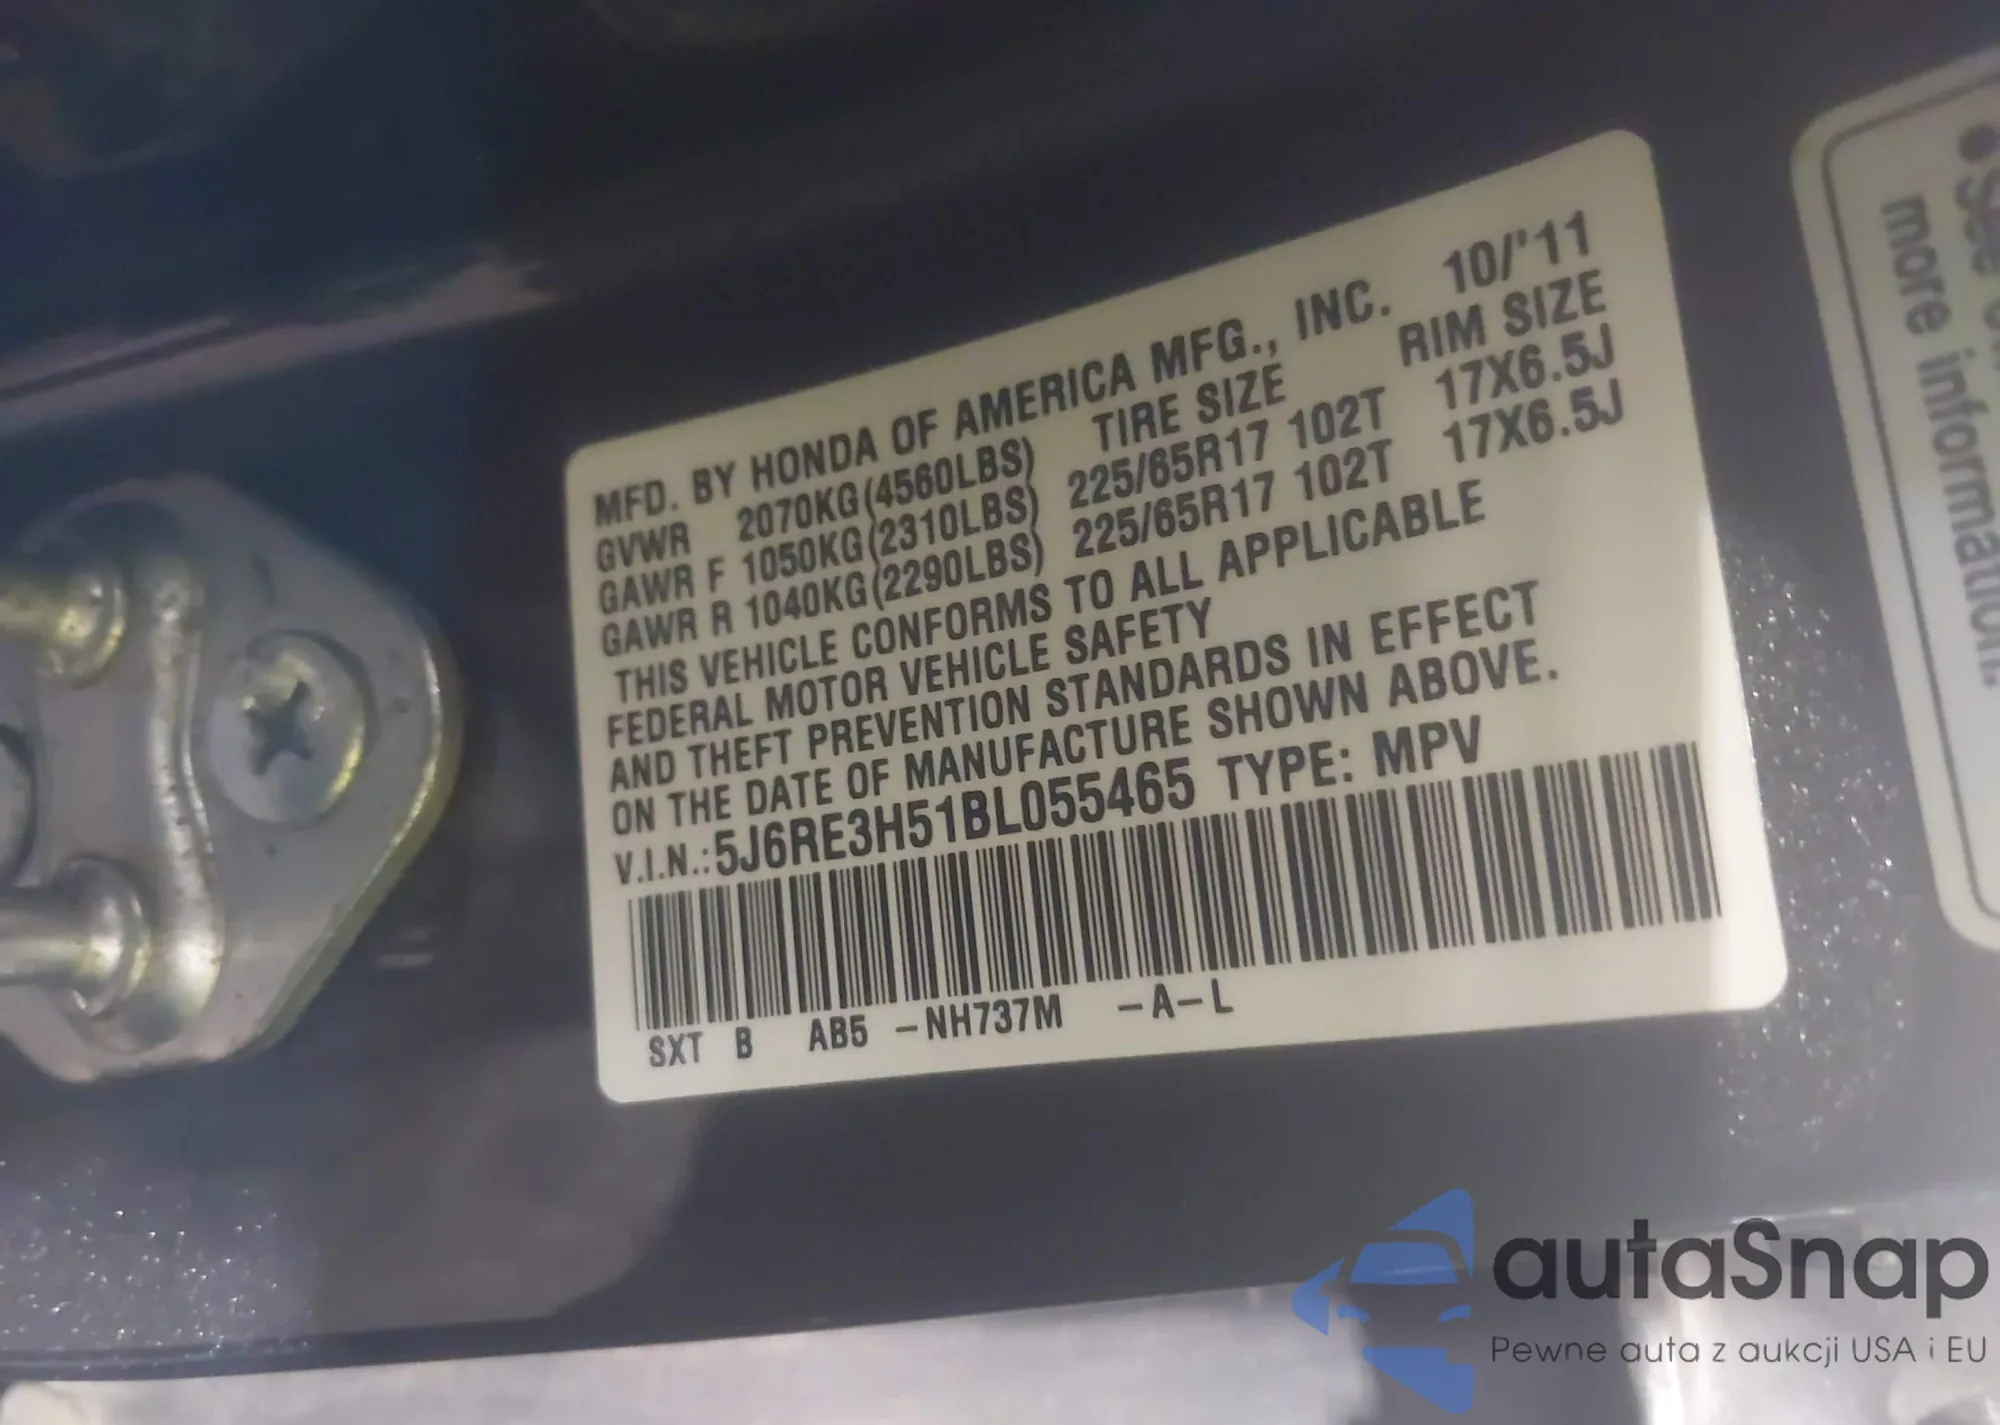 MFD. BY HONDA OF AMERICA MFG., INC. 10/'11
GVWR 2070KG(4560LBS) TIRE SIZE RIM SIZE
GAWR F 1050KG(2310LBS) 225/65R17 102T 17X6.5J
GAWR R 1040KG(2290LBS) 225/65R17 102T 17X6.5J
THIS VEHICLE CONFORMS TO ALL APPLICABLE
FEDERAL MOTOR VEHICLE SAFETY
AND THEFT PREVENTION STANDARDS IN EFFECT
ON THE DATE OF MANUFACTURE SHOWN ABOVE.
V.I.N.:5J6RE3H51BL055465 TYPE: MPV
SXT B AB5 -NH737M -A-L
• See
more information.
autaSnap
Pewne auta z aukcji USA i EU